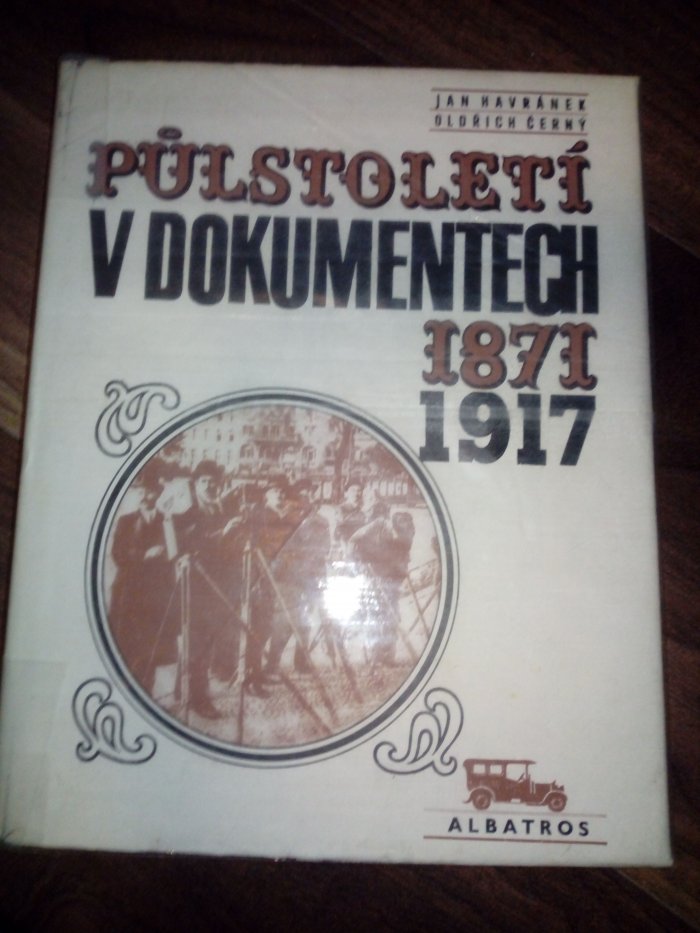 JAN HAVRÁNEK
OLDŘICH ČERNÝ
PŮLSTOLETÍ
V DOKUMENTECH
1871
1917
ALBATROS